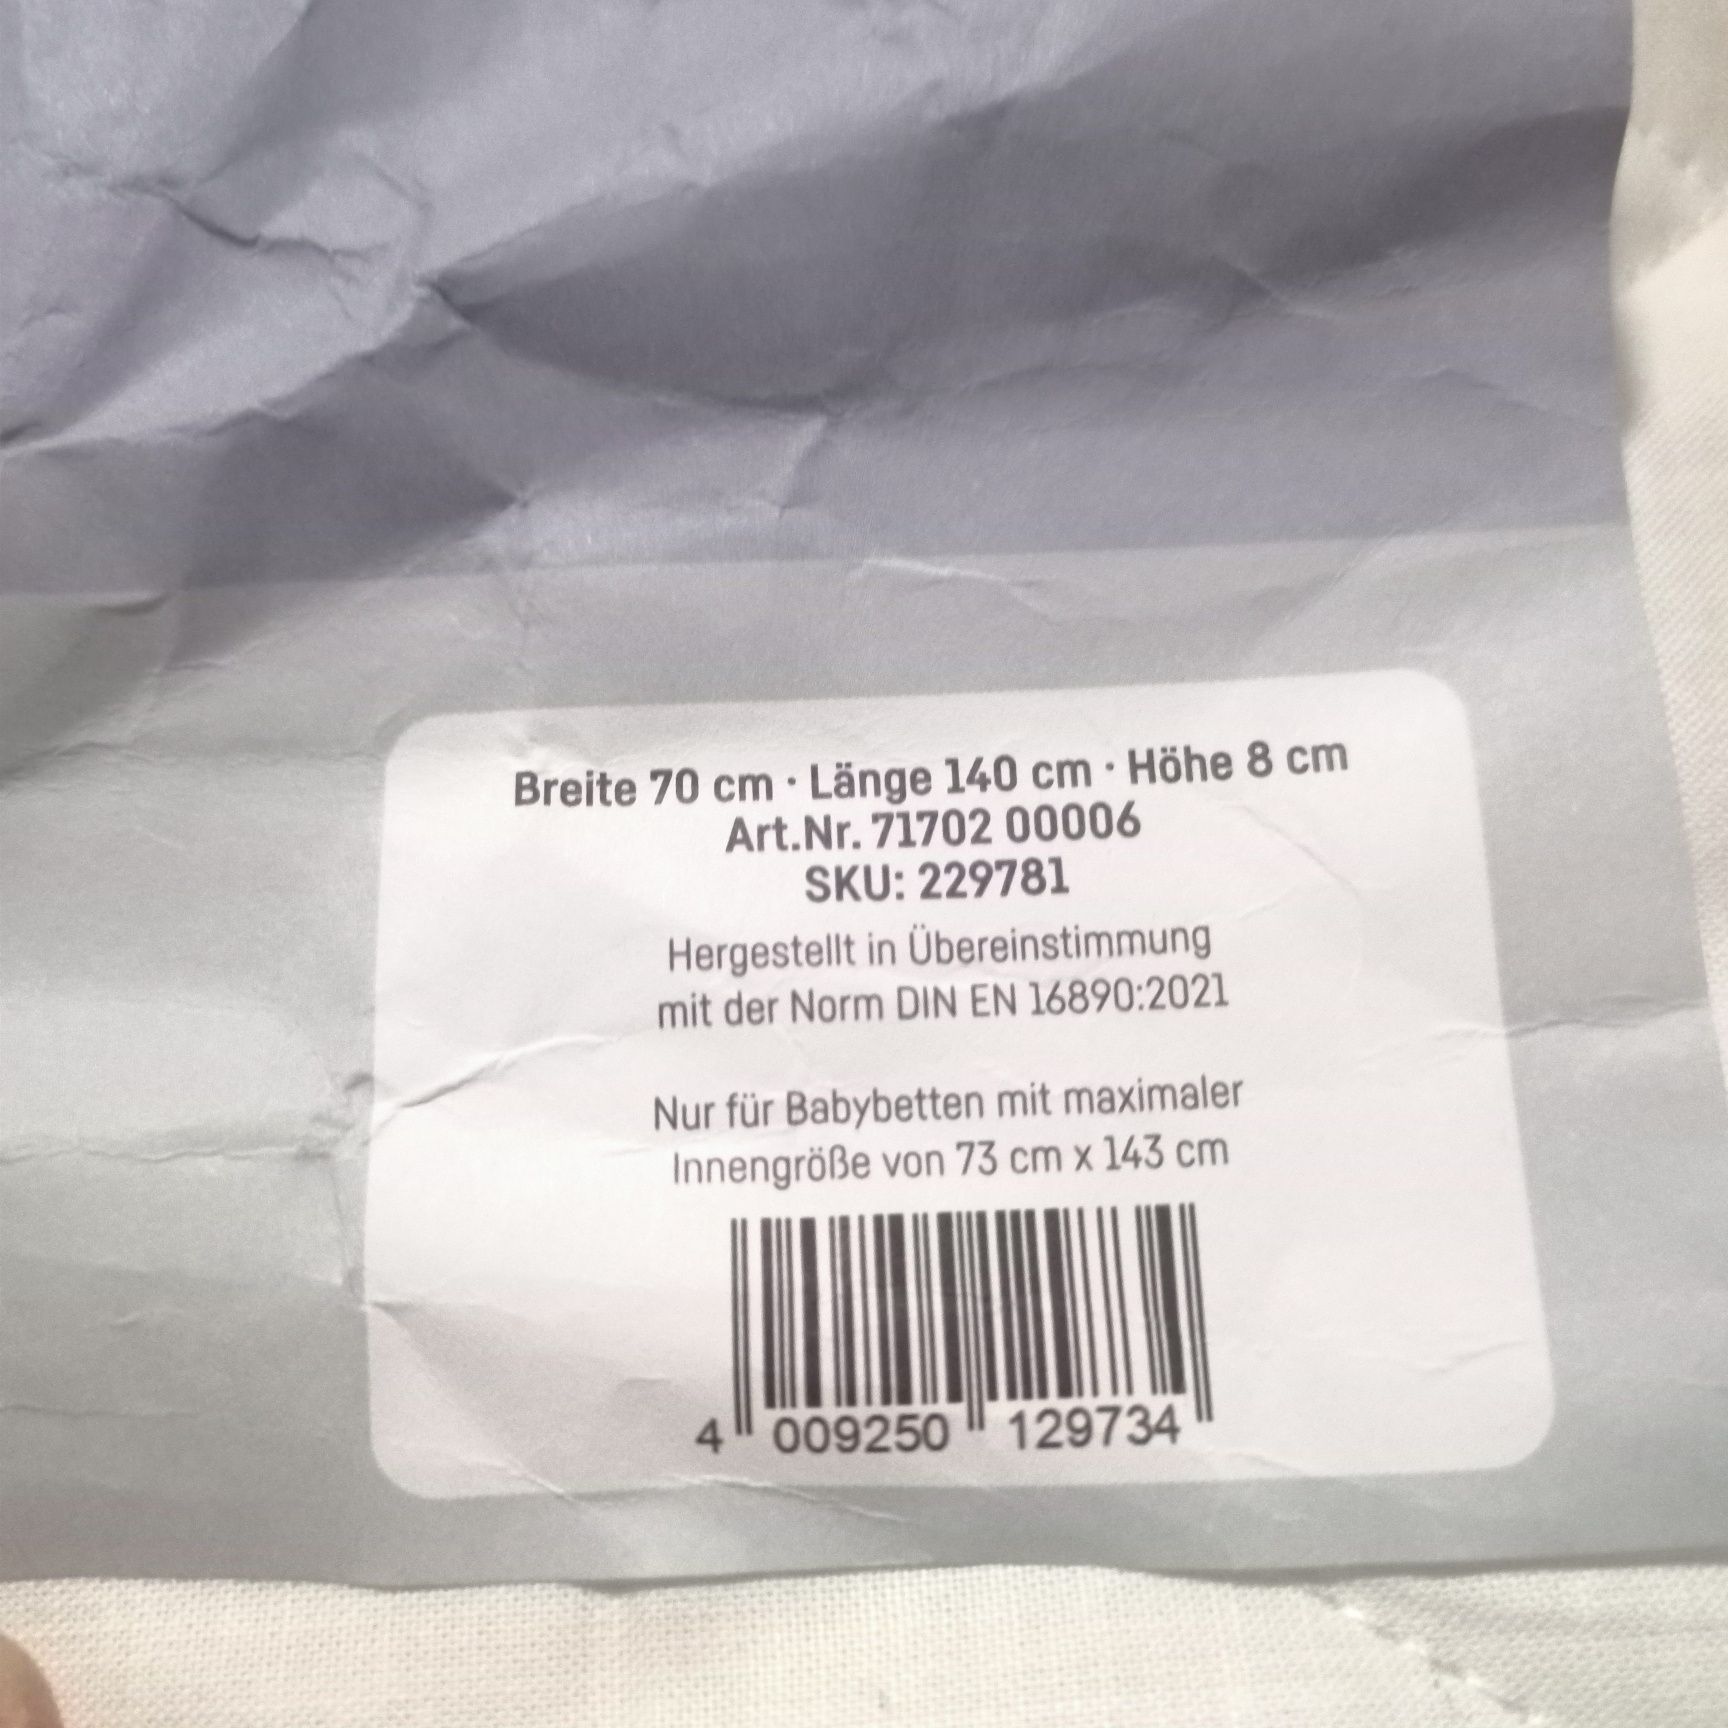 Breite 70 cm · Länge 140 cm · Höhe 8 cm
Art.Nr. 71702 00006
SKU: 229781
Hergestellt in Übereinstimmung
mit der Norm DIN EN 16890:2021
Nur für Babybetten mit maximaler
Innengröße von 73 cm x 143 cm
4 009250 129734